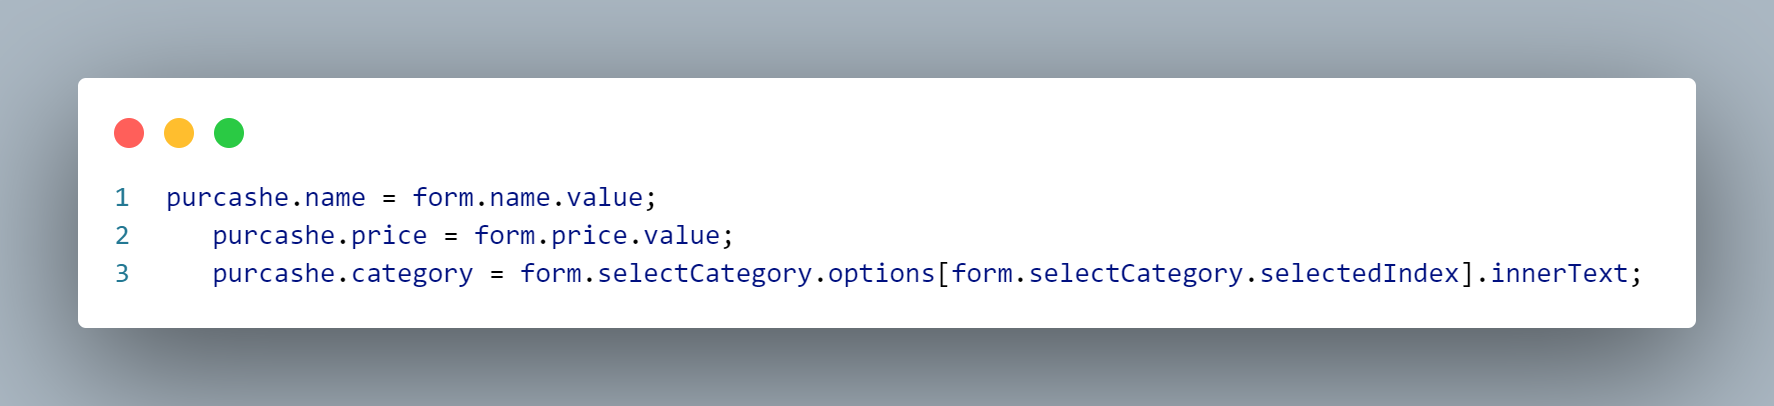 1 purcashe.name = form.name.value;
2 purcashe.price = form.price.value;
3 purcashe.category = form.selectCategory.options[form.selectCategory.selectedIndex].innerText;